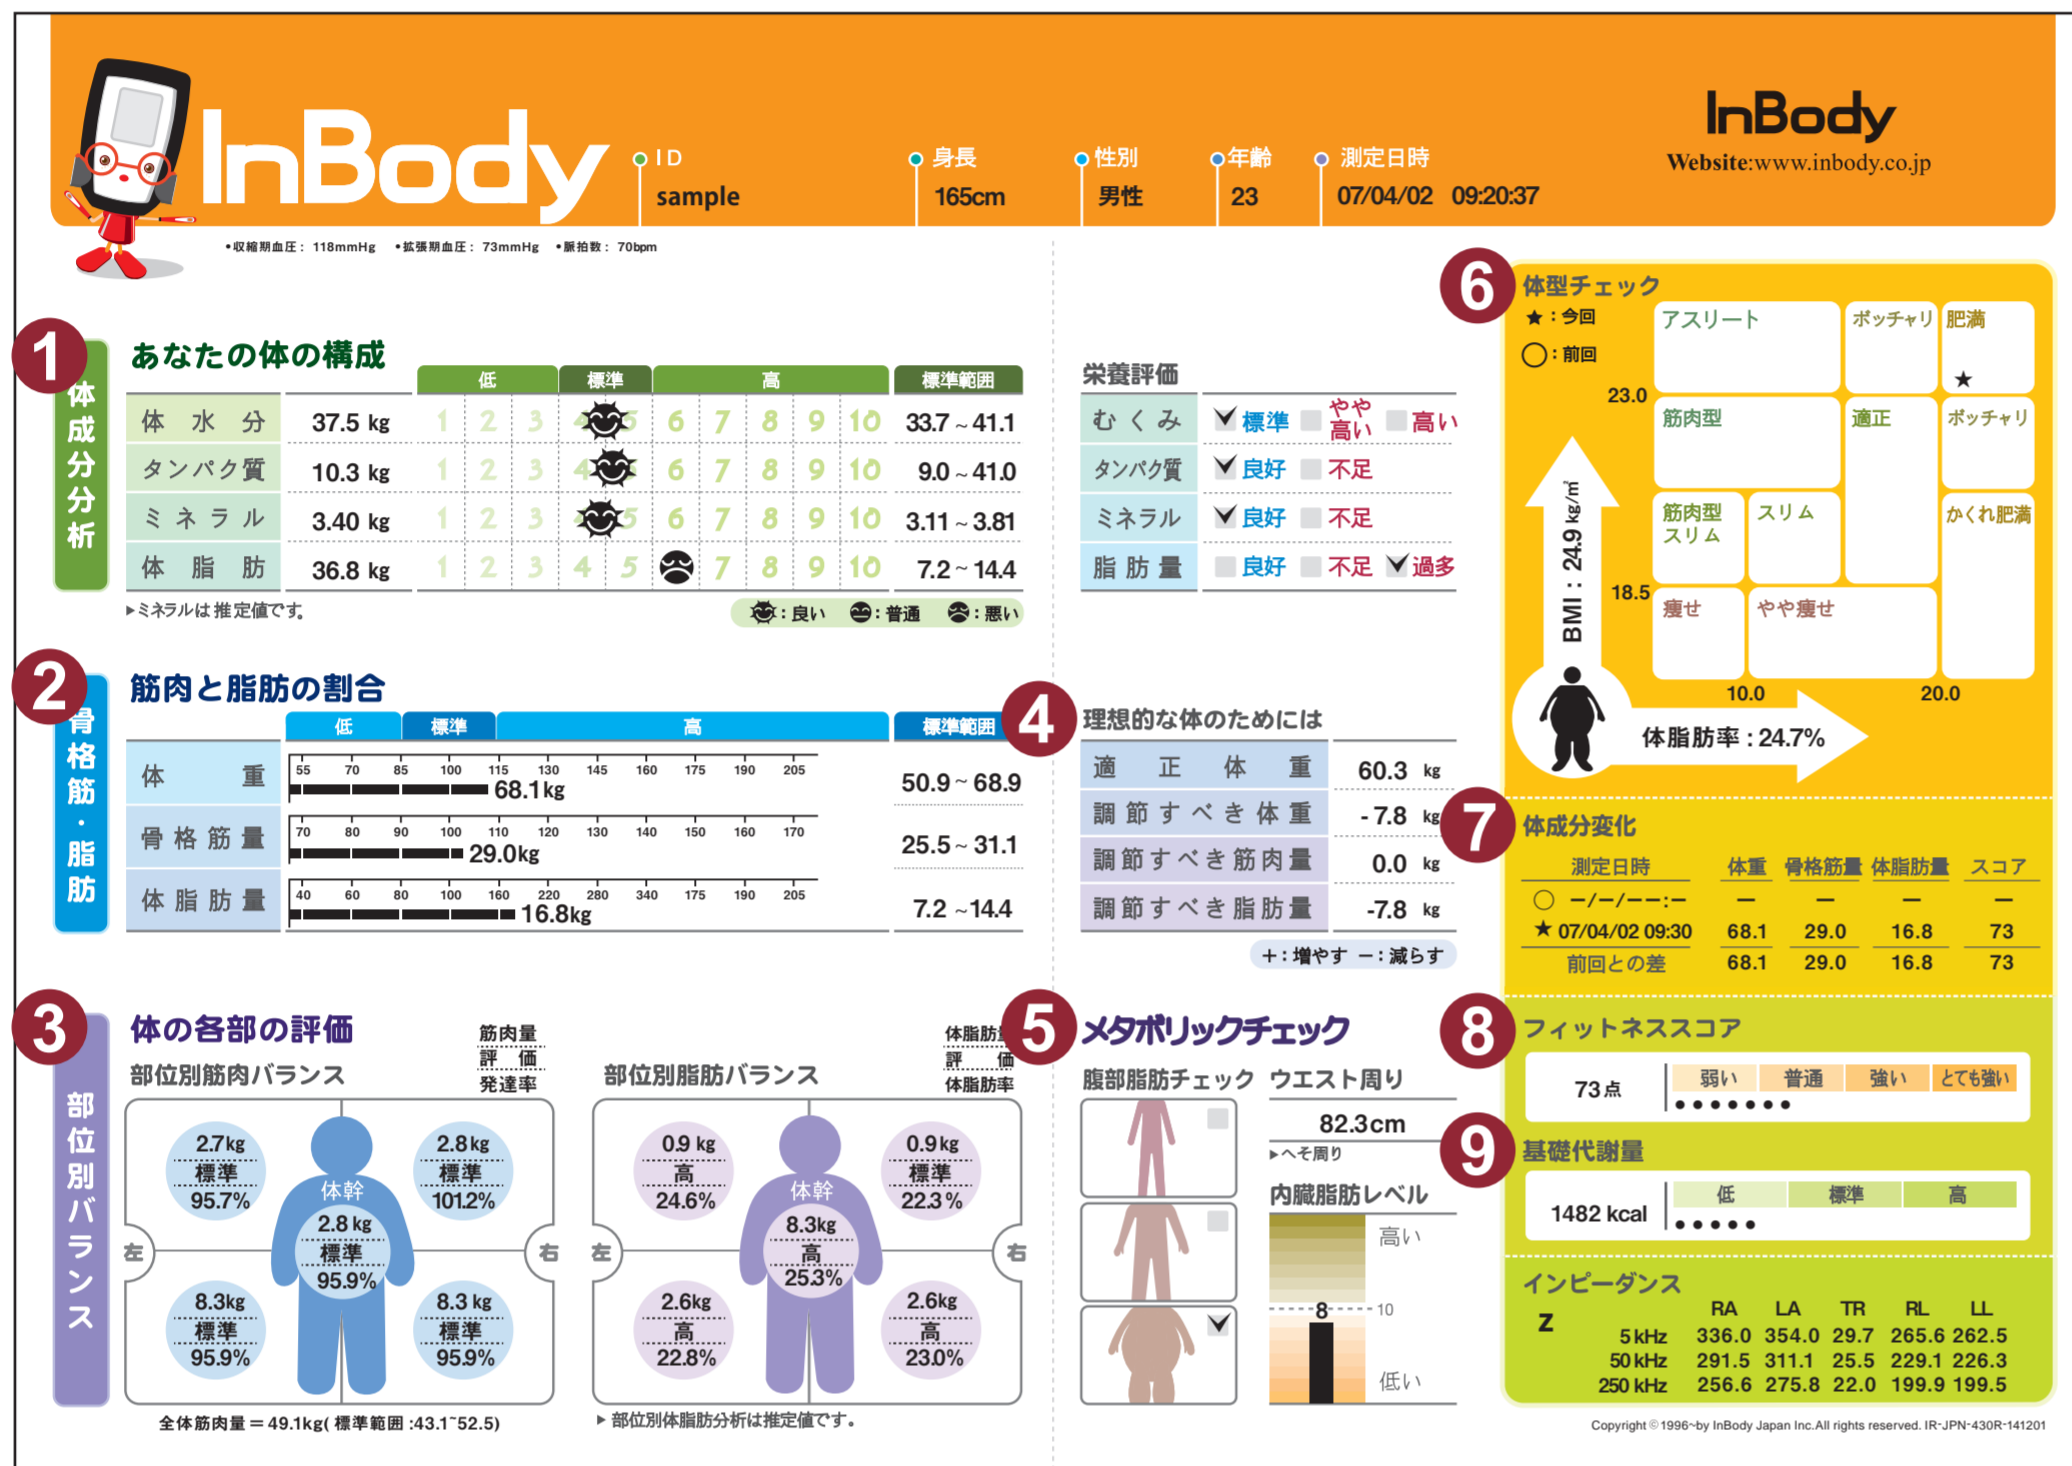 InBody
ID
sample
身長
165cm
性別
男性
年齢
23
測定日時
07/04/02 09:20:37
InBody
Website:www.inbody.co.jp
•収縮期血圧: 118mmHg •拡張期血圧: 73mmHg •脈拍数: 70bpm
1
体成分分析
あなたの体の構成
低 標準 高 標準範囲
体水分 37.5 kg 1 2 3 4 5 6 7 8 9 10 33.7 ~ 41.1
タンパク質 10.3 kg 1 2 3 4 6 7 8 9 10 9.0 ~ 41.0
ミネラル 3.40 kg 1 2 3 5 6 7 8 9 10 3.11 ~ 3.81
体脂肪 36.8 kg 1 2 3 4 5 7 8 9 10 7.2 ~ 14.4
▶ミネラルは推定値です。
:良い :普通 :悪い
栄養評価
むくみ 標準 やや高い 高い
タンパク質 良好 不足
ミネラル 良好 不足
脂肪量 良好 不足 過多
2
骨格筋・脂肪
筋肉と脂肪の割合
低 標準 高 標準範囲
体重 55 70 85 100 115 130 145 160 175 190 205
68.1kg
50.9 ~ 68.9
骨格筋量 70 80 90 100 110 120 130 140 150 160 170
29.0kg
25.5 ~ 31.1
体脂肪量 40 60 80 100 160 220 280 340 175 190 205
16.8kg
7.2 ~14.4
4
理想的な体のためには
適正体重 60.3 kg
調節すべき体重 - 7.8 kg
調節すべき筋肉量 0.0 kg
調節すべき脂肪量 -7.8 kg
+:増やす −:減らす
3
部位別バランス
体の各部の評価
部位別筋肉バランス
筋肉量
評価
発達率
2.7kg
標準
95.7%
2.8kg
標準
101.2%
体幹
2.8 kg
標準
95.9%
左
右
8.3kg
標準
95.9%
8.3 kg
標準
95.9%
全体筋肉量=49.1kg( 標準範囲 :43.1~52.5)
部位別脂肪バランス
体脂肪量
評価
体脂肪率
0.9 kg
高
24.6%
0.9kg
標準
22.3 %
体幹
8.3kg
高
25.3%
左
右
2.6kg
高
22.8%
2.6kg
高
23.0%
▶ 部位別体脂肪分析は推定値です。
5
メタボリックチェック
腹部脂肪チェック
ウエスト周り
82.3cm
▶へそ周り
内臓脂肪レベル
高い
8
10
低い
6
体型チェック
★:今回
○:前回
アスリート ポッチャリ 肥満
★
23.0
筋肉型 適正 ポッチャリ
筋肉型スリム スリム かくれ肥満
18.5
痩せ やや痩せ
10.0 20.0
BMI : 24.9 kg/㎡
体脂肪率 : 24.7%
7
体成分変化
測定日時 体重 骨格筋量 体脂肪量 スコア
○ −/−/−−:− − − − −
★ 07/04/02 09:30 68.1 29.0 16.8 73
前回との差 68.1 29.0 16.8 73
8
フィットネススコア
73点
弱い 普通 強い とても強い
9
基礎代謝量
1482 kcal
低 標準 高
インピーダンス
RA LA TR RL LL
Z
5 kHz 336.0 354.0 29.7 265.6 262.5
50 kHz 291.5 311.1 25.5 229.1 226.3
250 kHz 256.6 275.8 22.0 199.9 199.5
Copyright ©1996~by InBody Japan Inc.All rights reserved. IR-JPN-430R-141201